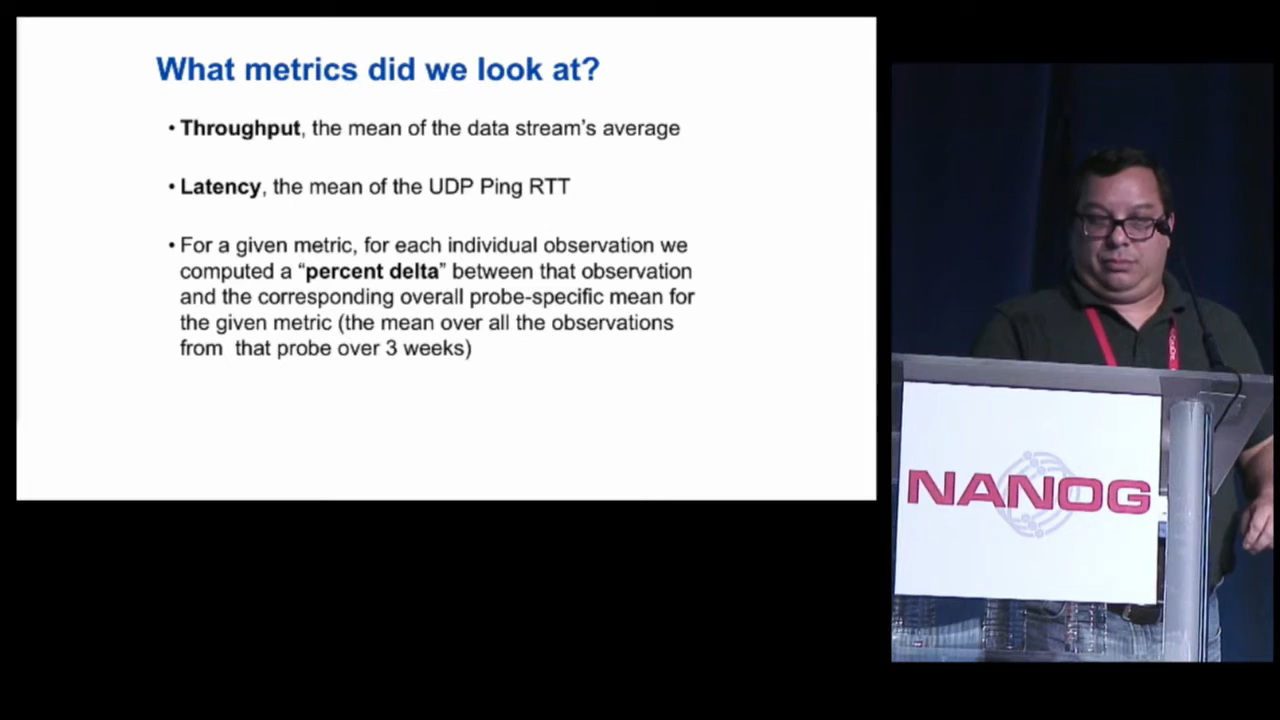 What metrics did we look at?
• Throughput, the mean of the data stream's average
• Latency, the mean of the UDP Ping RTT
• For a given metric, for each individual observation we
computed a “percent delta” between that observation
and the corresponding overall probe-specific mean for
the given metric (the mean over all the observations
from that probe over 3 weeks)
NANOG